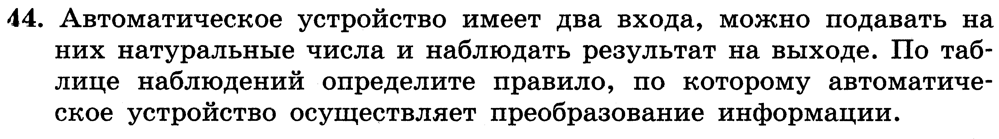 44. Автоматическое устройство имеет два входа, можно подавать на
них натуральные числа и наблюдать результат на выходе. По таб-
лице наблюдений определите правило, по которому автоматиче-
ское устройство осуществляет преобразование информации.